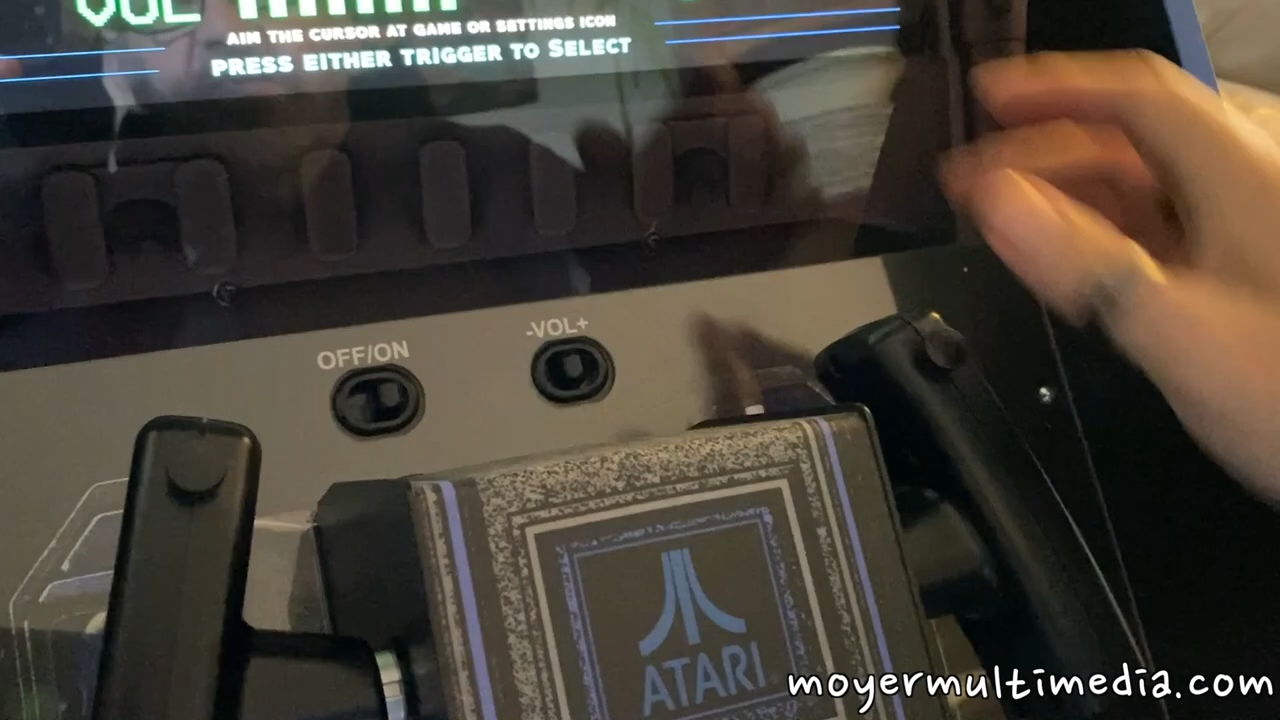 VOL
AIM THE CURSOR AT GAME OR SETTINGS ICON
PRESS EITHER TRIGGER TO SELECT
-VOL+
OFF/ON
ATARI
moyermultimedia.com